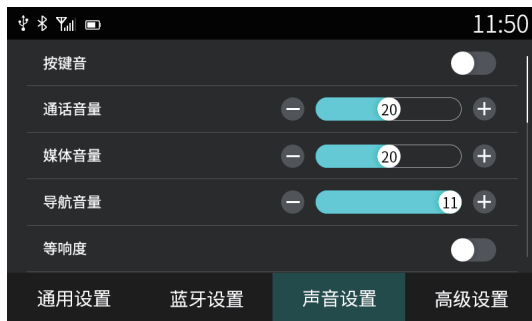 11:50
按键音
通话音量 20
媒体音量 20
导航音量 11
等响度
通用设置 蓝牙设置 声音设置 高级设置